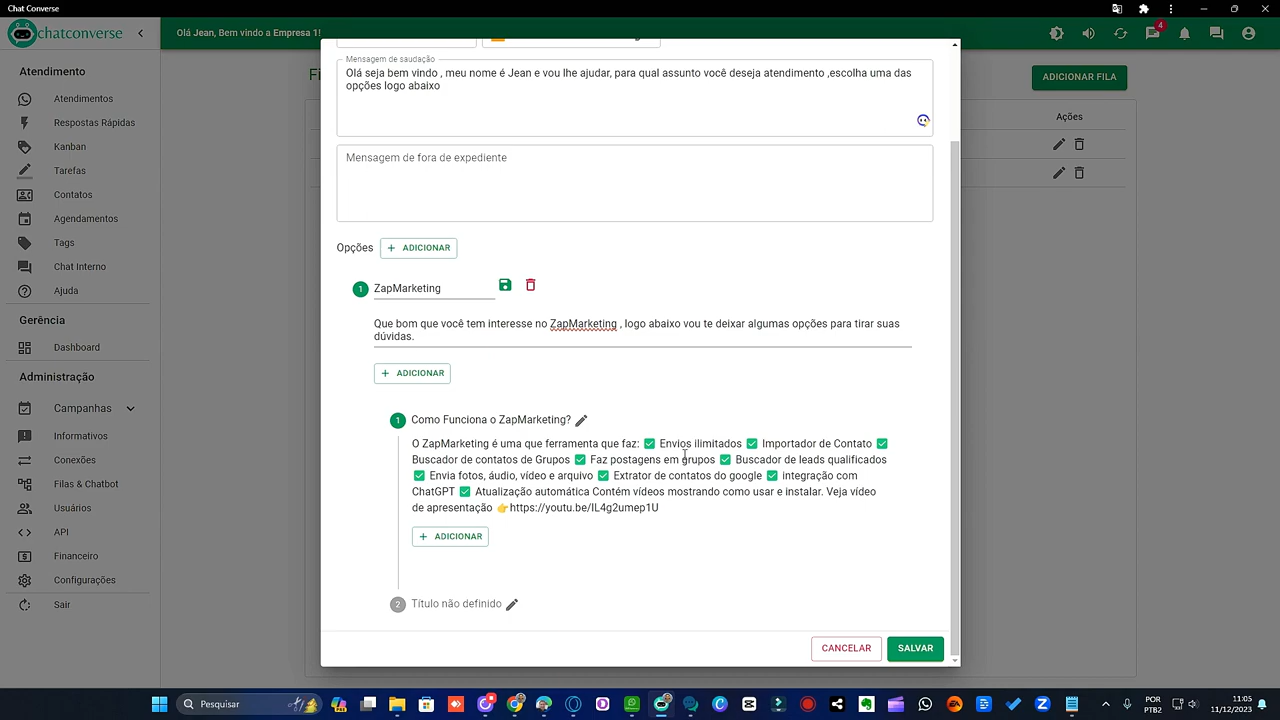 Chat Converse
chatconverse
Olá Jean, Bem vindo a Empresa 1!
4
Atendimento
Atendimentos
Respostas Rápidas
Kanban
Tarefas
Contatos
Agendamentos
Tags
Chat Interno
Ajuda
Gerência
Dashboard
Administração
Campanhas
Informativos
Conexões
Filas & Chatbot
Usuários
API
Financeiro
Configurações
Sair
ADICIONAR FILA
Ações
Mensagem de saudação
Olá seja bem vindo , meu nome é Jean e vou lhe ajudar, para qual assunto você deseja atendimento ,escolha uma das
opções logo abaixo
Mensagem de fora de expediente
Opções + ADICIONAR
1 ZapMarketing
Que bom que você tem interesse no ZapMarketing , logo abaixo vou te deixar algumas opções para tirar suas
dúvidas.
+ ADICIONAR
1 Como Funciona o ZapMarketing?
O ZapMarketing é uma que ferramenta que faz: ✅ Envios ilimitados ✅ Importador de Contato ✅
Buscador de contatos de Grupos ✅ Faz postagens em grupos ✅ Buscador de leads qualificados
✅ Envia fotos, áudio, vídeo e arquivo ✅ Extrator de contatos do google ✅ integração com
ChatGPT ✅ Atualização automática Contém vídeos mostrando como usar e instalar. Veja vídeo
de apresentação 👉https://youtu.be/IL4g2umep1U
+ ADICIONAR
2 Título não definido
CANCELAR
SALVAR
Pesquisar
POR
PTB2
11:05
11/12/2023